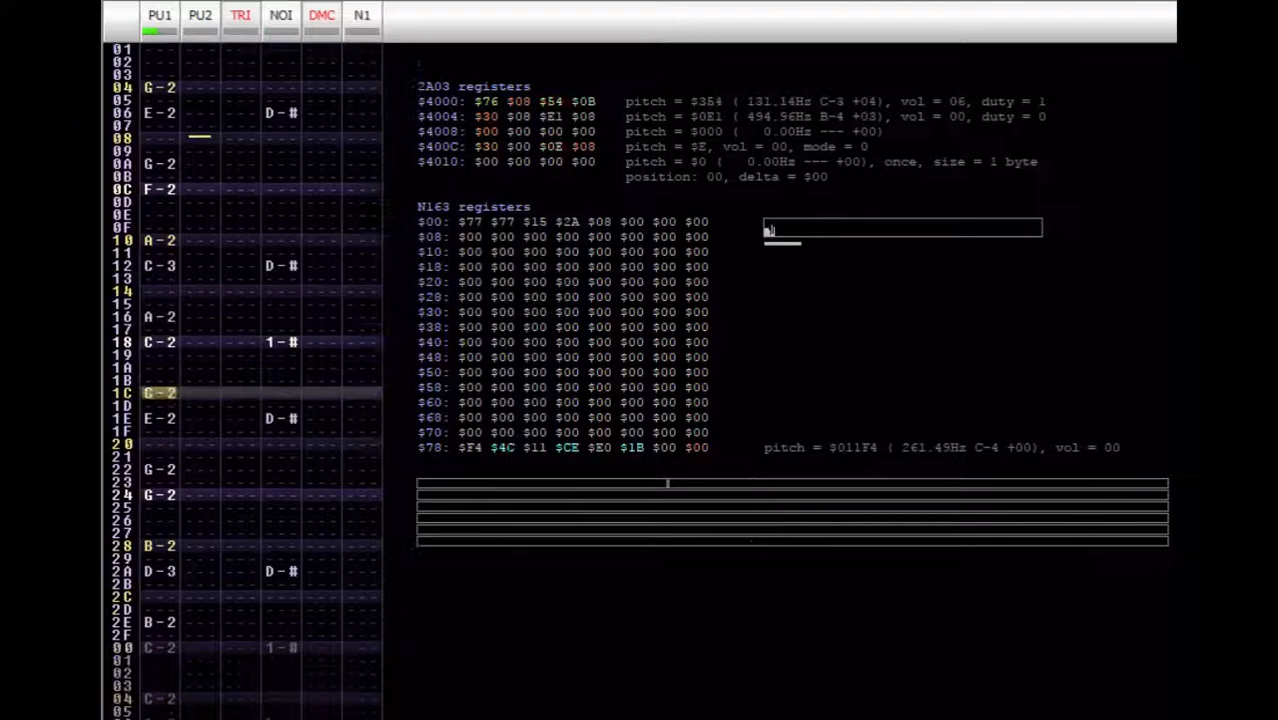 PU1 PU2 TRI NOI DMC N1
01
02
03
04 G-2
05
06 E-2 D-#
07
08
09
0A G-2
0B
0C F-2
0D
0E
0F
10 A-2
11
12 C-3 D-#
13
14
15
16 A-2
17
18 C-2 1-#
19
1A
1B
1C G-2
1D
1E E-2 D-#
1F
20
21
22 G-2
23
24 G-2
25
26
27
28 B-2
29
2A D-3 D-#
2B
2C
2D
2E B-2
2F
00 C-2 1-#
01
02
03
04 C-2
05
2A03 registers
$4000: $76 $08 $54 $0B pitch = $354 ( 131.14Hz C-3 +04), vol = 06, duty = 1
$4004: $30 $08 $E1 $08 pitch = $0E1 ( 494.96Hz B-4 +03), vol = 00, duty = 0
$4008: $00 $00 $00 $00 pitch = $000 ( 0.00Hz --- +00)
$400C: $30 $00 $0E $08 pitch = $E, vol = 00, mode = 0
$4010: $00 $00 $00 $00 pitch = $0 ( 0.00Hz --- +00), once, size = 1 byte
position: 00, delta = $00
N163 registers
$00: $77 $77 $15 $2A $08 $00 $00 $00
$08: $00 $00 $00 $00 $00 $00 $00 $00
$10: $00 $00 $00 $00 $00 $00 $00 $00
$18: $00 $00 $00 $00 $00 $00 $00 $00
$20: $00 $00 $00 $00 $00 $00 $00 $00
$28: $00 $00 $00 $00 $00 $00 $00 $00
$30: $00 $00 $00 $00 $00 $00 $00 $00
$38: $00 $00 $00 $00 $00 $00 $00 $00
$40: $00 $00 $00 $00 $00 $00 $00 $00
$48: $00 $00 $00 $00 $00 $00 $00 $00
$50: $00 $00 $00 $00 $00 $00 $00 $00
$58: $00 $00 $00 $00 $00 $00 $00 $00
$60: $00 $00 $00 $00 $00 $00 $00 $00
$68: $00 $00 $00 $00 $00 $00 $00 $00
$70: $00 $00 $00 $00 $00 $00 $00 $00
$78: $F4 $4C $11 $CE $E0 $1B $00 $00 pitch = $011F4 ( 261.49Hz C-4 +00), vol = 00